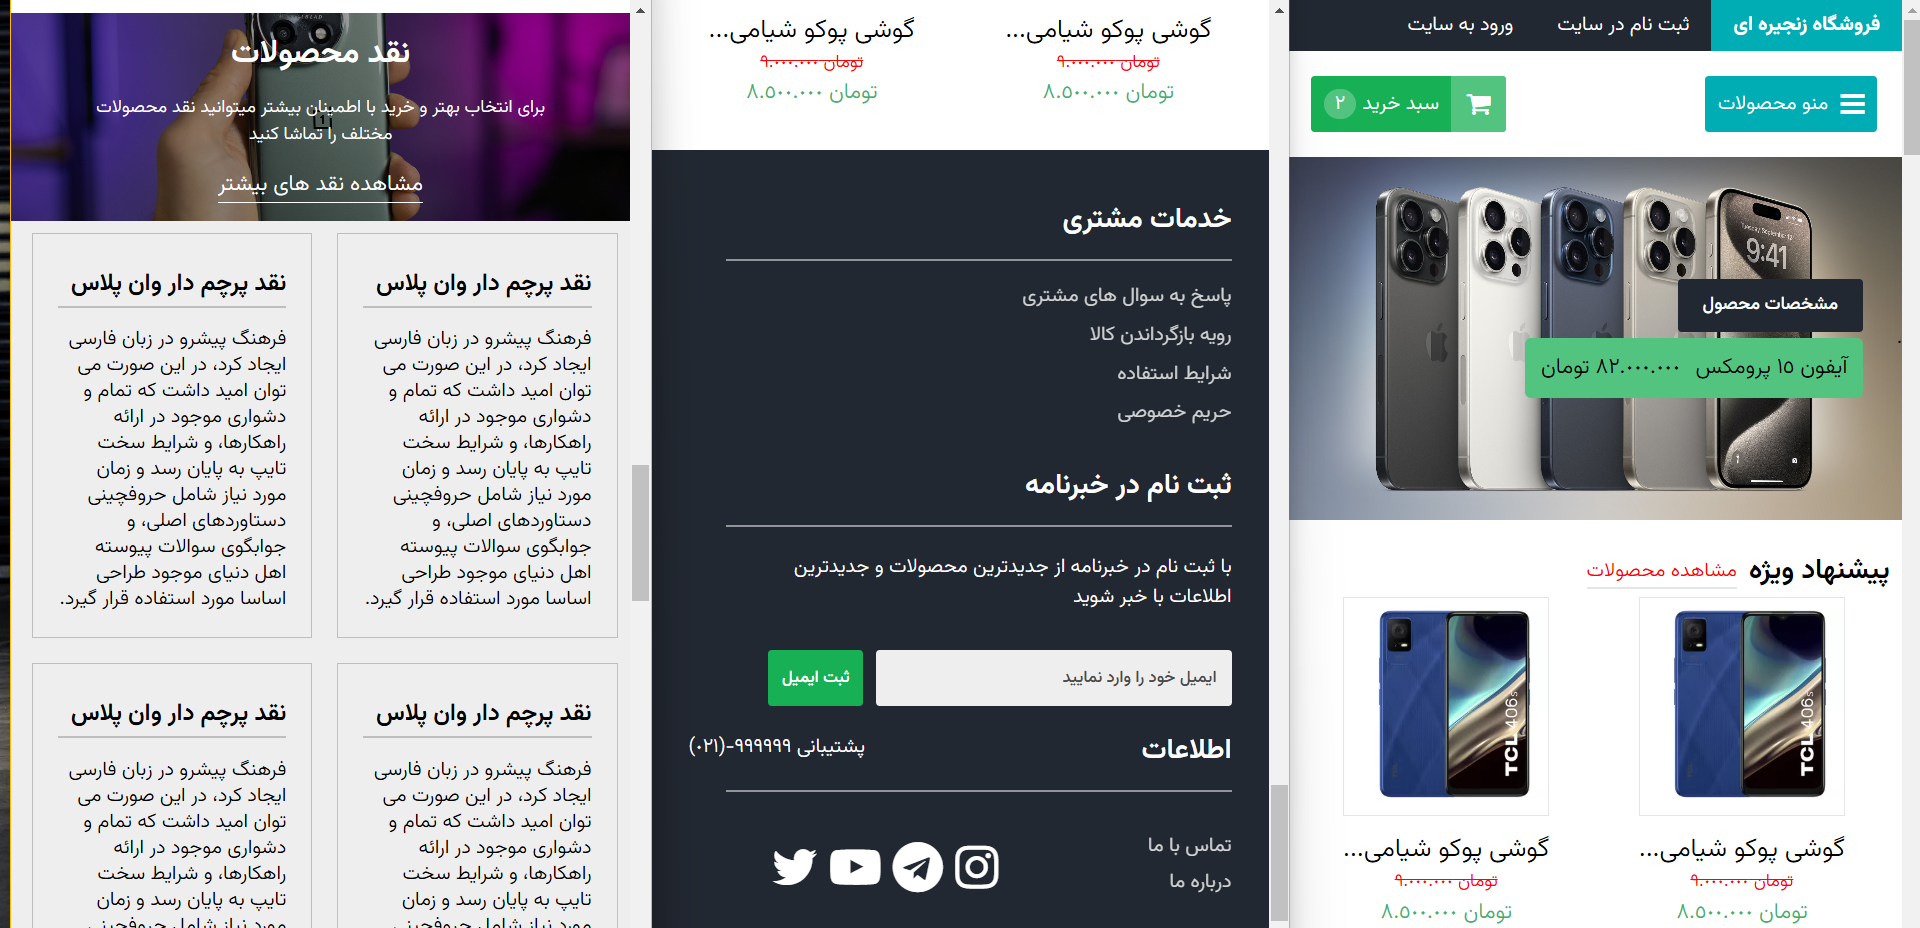 فروشگاه زنجیره ای
ثبت نام در سایت
ورود به سایت
منو محصولات
سبد خرید ۲
9:41
مشخصات محصول
آیفون ۱۵ پرومکس ۸۲.۰۰۰.۰۰۰ تومان
پیشنهاد ویژه مشاهده محصولات
TCL 406s
TCL 406s
گوشی پوکو شیامی...
تومان ۹.۰۰۰.۰۰۰
تومان ۸.۵۰۰.۰۰۰
گوشی پوکو شیامی...
تومان ۹.۰۰۰.۰۰۰
تومان ۸.۵۰۰.۰۰۰
گوشی پوکو شیامی...
تومان ۹.۰۰۰.۰۰۰
تومان ۸.۵۰۰.۰۰۰
گوشی پوکو شیامی...
تومان ۹.۰۰۰.۰۰۰
تومان ۸.۵۰۰.۰۰۰
خدمات مشتری
پاسخ به سوال های مشتری
رویه بازگرداندن کالا
شرایط استفاده
حریم خصوصی
ثبت نام در خبرنامه
با ثبت نام در خبرنامه از جدیدترین محصولات و جدیدترین
اطلاعات با خبر شوید
ایمیل خود را وارد نمایید
ثبت ایمیل
اطلاعات
پشتیبانی ۹۹۹۹۹۹-(۰۲۱)
تماس با ما
درباره ما
نقد محصولات
برای انتخاب بهتر و خرید با اطمینان بیشتر میتوانید نقد محصولات
مختلف را تماشا کنید
مشاهده نقد های بیشتر
نقد پرچم دار وان پلاس
فرهنگ پیشرو در زبان فارسی
ایجاد کرد، در این صورت می
توان امید داشت که تمام و
دشواری موجود در ارائه
راهکارها، و شرایط سخت
تایپ به پایان رسد و زمان
مورد نیاز شامل حروفچینی
دستاوردهای اصلی، و
جوابگوی سوالات پیوسته
اهل دنیای موجود طراحی
اساسا مورد استفاده قرار گیرد.
نقد پرچم دار وان پلاس
فرهنگ پیشرو در زبان فارسی
ایجاد کرد، در این صورت می
توان امید داشت که تمام و
دشواری موجود در ارائه
راهکارها، و شرایط سخت
تایپ به پایان رسد و زمان
مورد نیاز شامل حروفچینی
دستاوردهای اصلی، و
جوابگوی سوالات پیوسته
اهل دنیای موجود طراحی
اساسا مورد استفاده قرار گیرد.
نقد پرچم دار وان پلاس
فرهنگ پیشرو در زبان فارسی
ایجاد کرد، در این صورت می
توان امید داشت که تمام و
دشواری موجود در ارائه
راهکارها، و شرایط سخت
تایپ به پایان رسد و زمان
مورد نیاز شامل حروفچینی
نقد پرچم دار وان پلاس
فرهنگ پیشرو در زبان فارسی
ایجاد کرد، در این صورت می
توان امید داشت که تمام و
دشواری موجود در ارائه
راهکارها، و شرایط سخت
تایپ به پایان رسد و زمان
مورد نیاز شامل حروفچینی